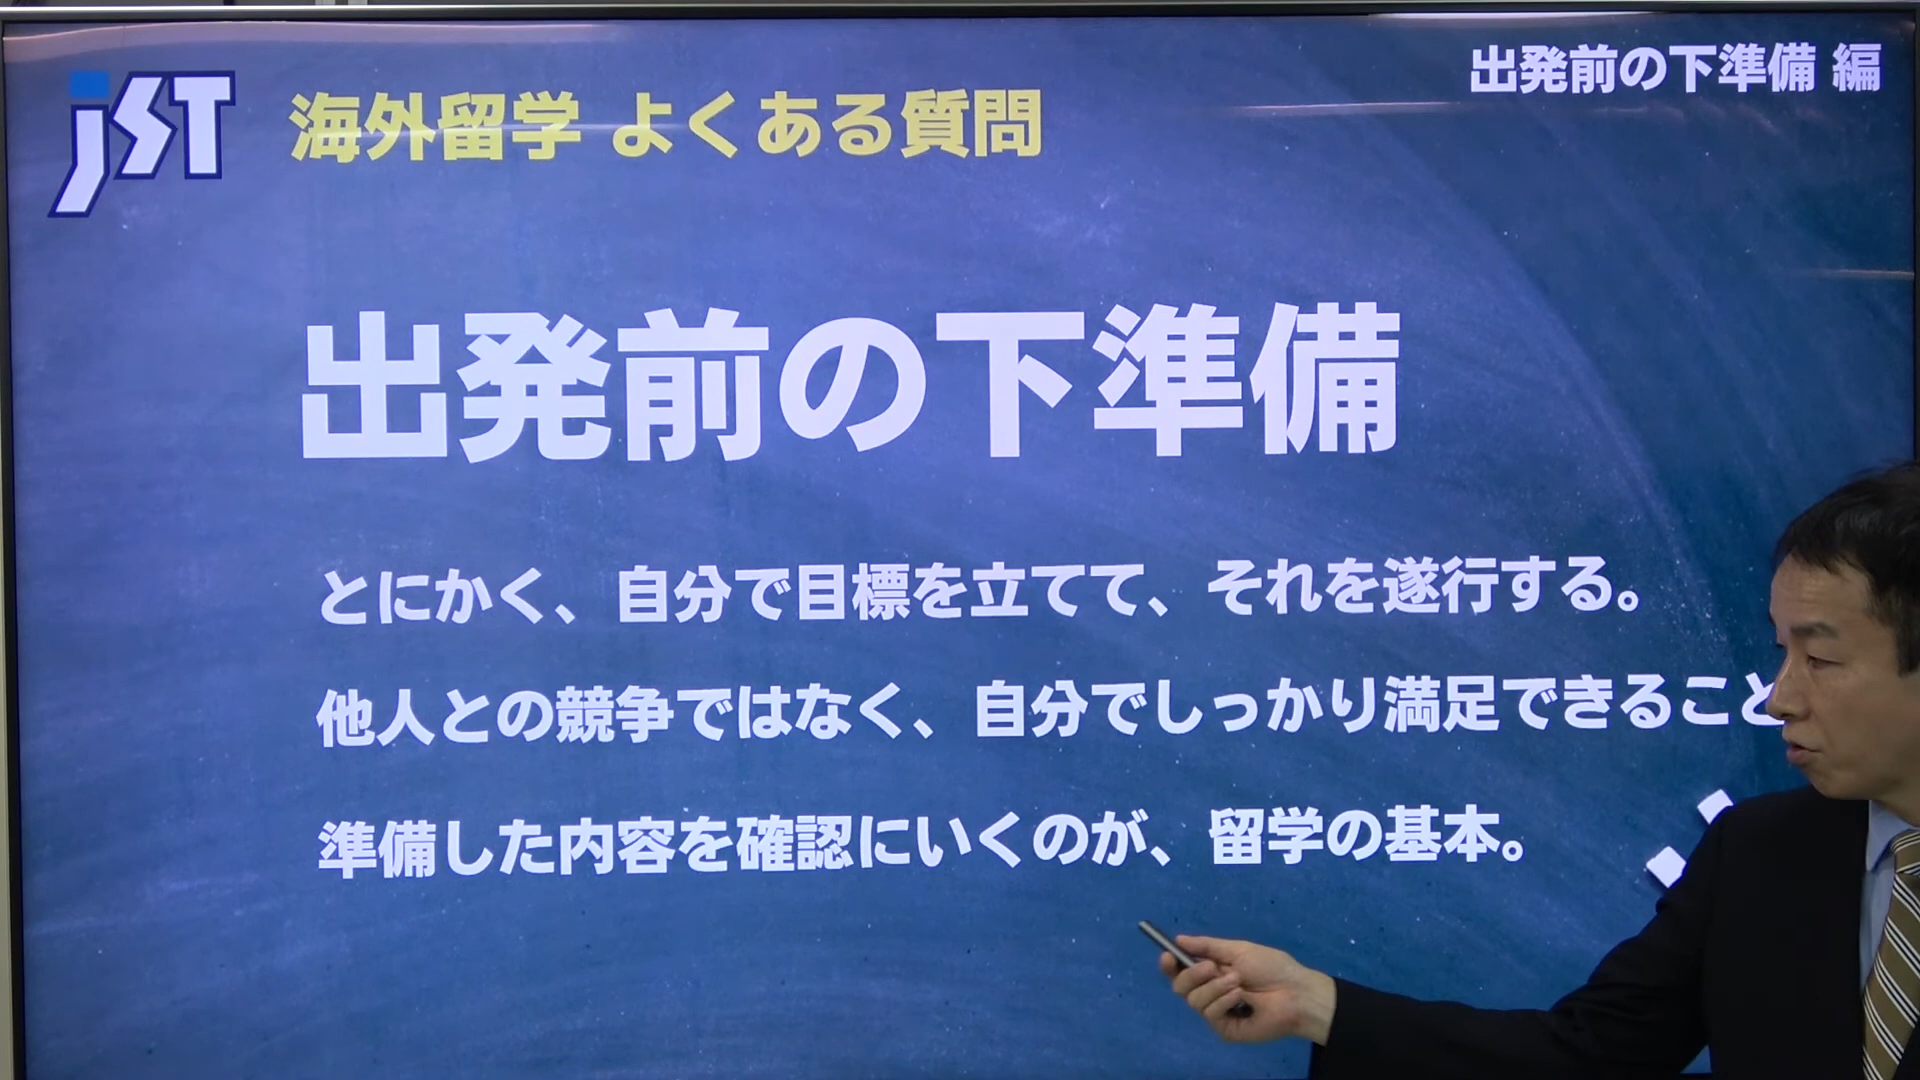 jST
海外留学 よくある質問
出発前の下準備 編
出発前の下準備
とにかく、自分で目標を立てて、それを遂行する。
他人との競争ではなく、自分でしっかり満足できること
準備した内容を確認にいくのが、留学の基本。